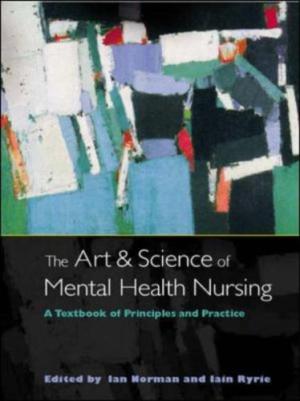 The Art & Science of
Mental Health Nursing
A Textbook of Principles and Practice
Edited by Ian Norman and Iain Ryrie